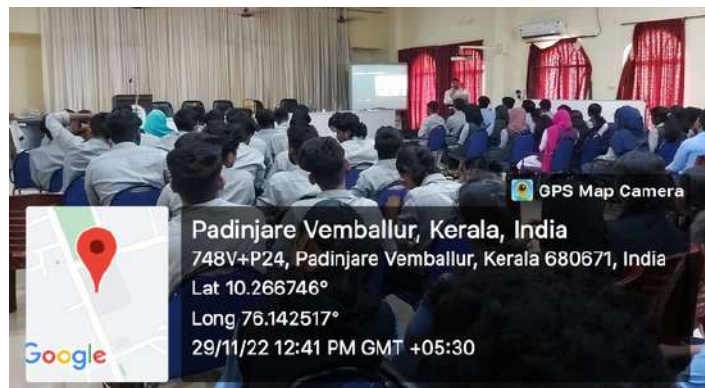 GPS Map Camera
Padinjare Vemballur, Kerala, India
748V+P24, Padinjare Vemballur, Kerala 680671, India
Lat 10.266746°
Long 76.142517°
29/11/22 12:41 PM GMT +05:30
Google